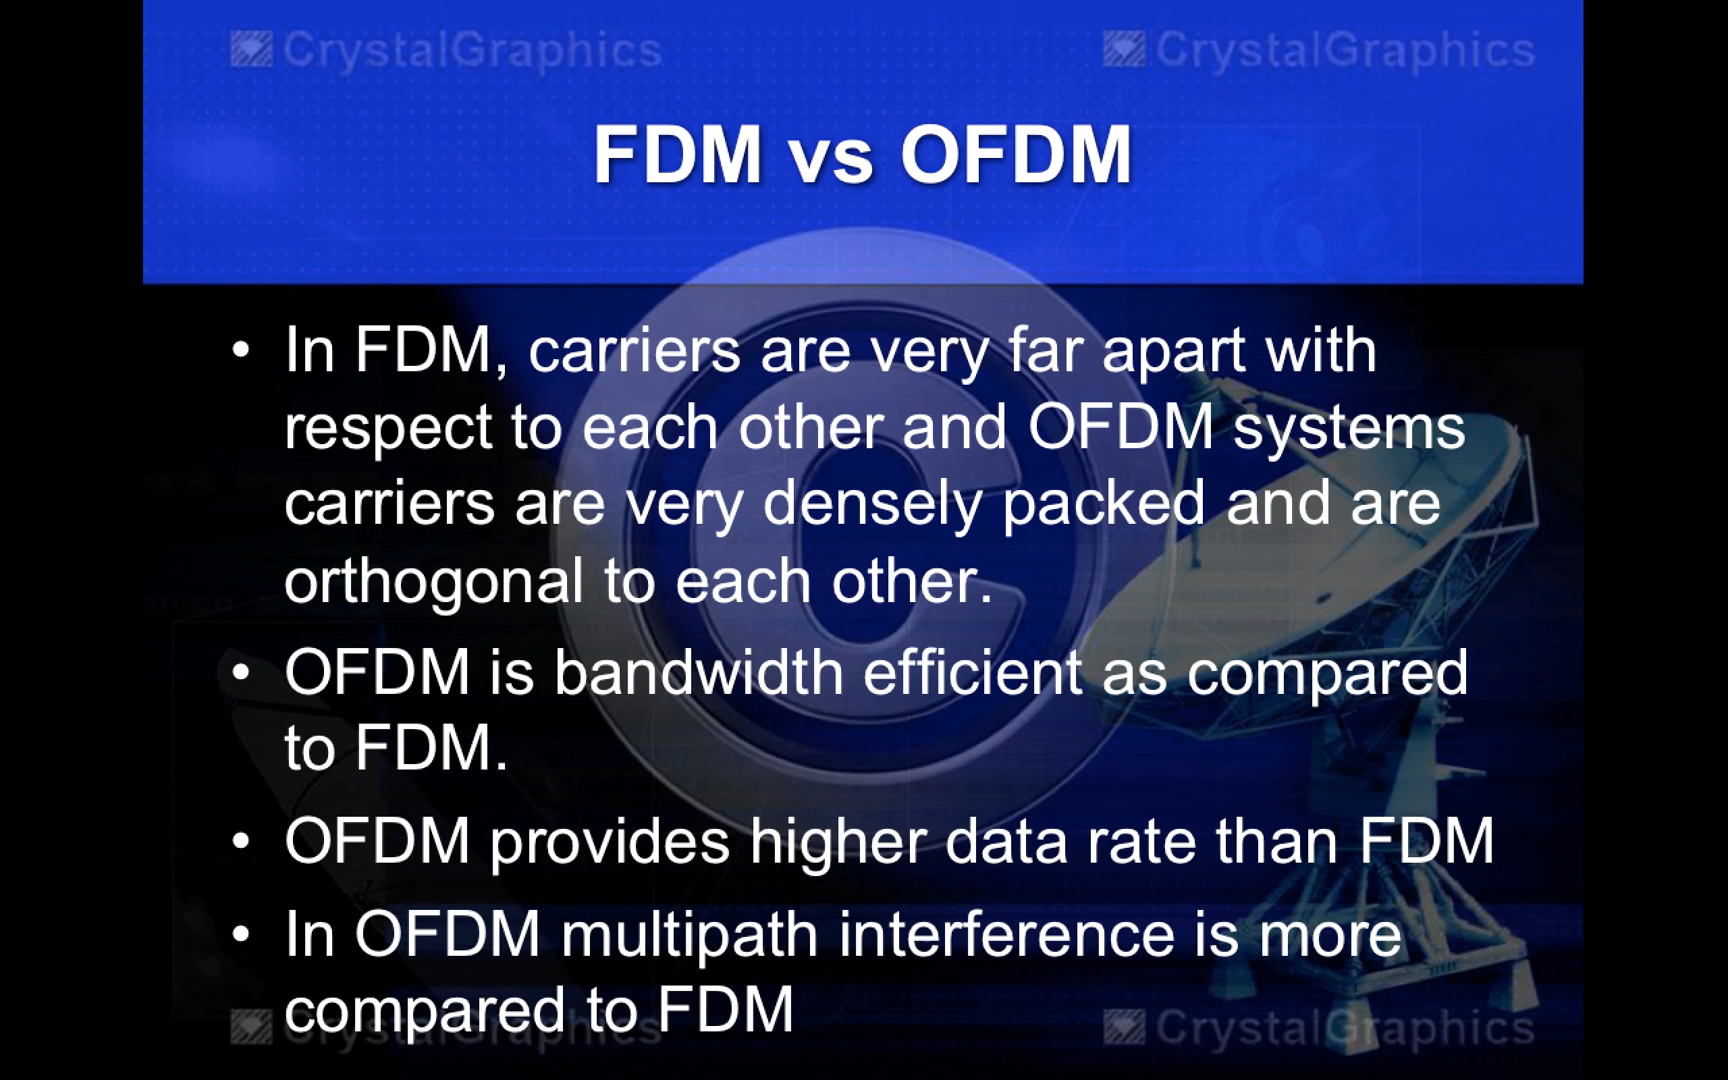 CrystalGraphics CrystalGraphics
FDM vs OFDM
• In FDM, carriers are very far apart with
respect to each other and OFDM systems
carriers are very densely packed and are
orthogonal to each other.
• OFDM is bandwidth efficient as compared
to FDM.
• OFDM provides higher data rate than FDM
• In OFDM multipath interference is more
compared to FDM
CrystalGraphics CrystalGraphics